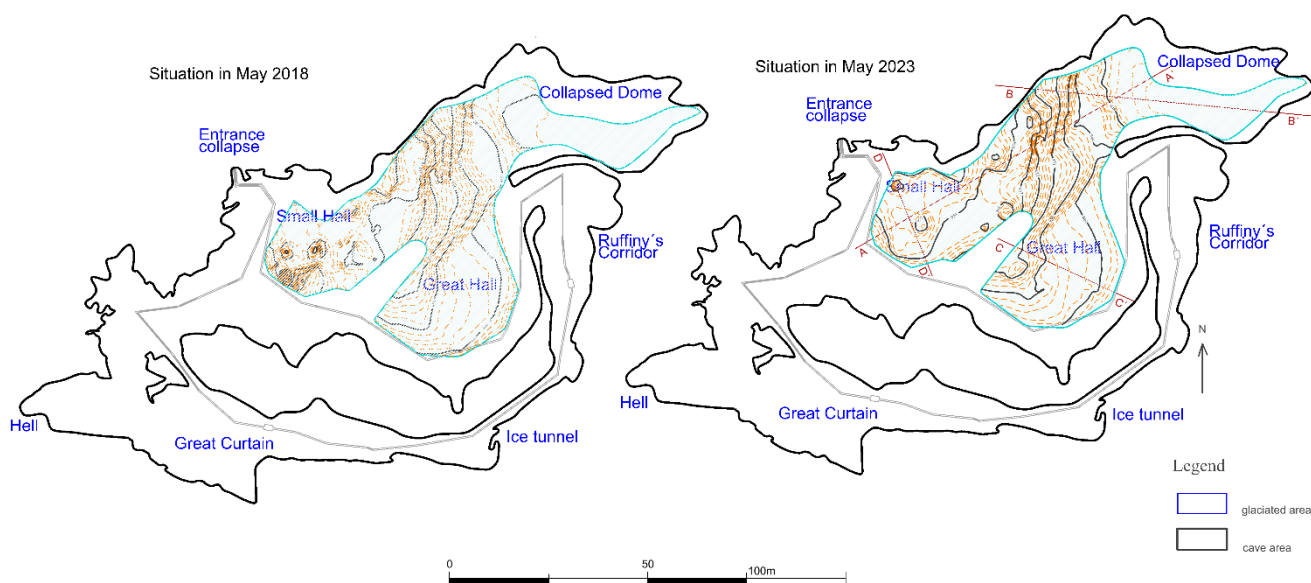 Situation in May 2018
Collapsed Dome
Entrance
collapse
Small Hall
Great Hall
Ruffiny´s
Corridor
Hell
Great Curtain
Ice tunnel
Situation in May 2023
Collapsed Dome
Entrance
collapse
B
A´
B´
D
Small Hall
A
D´
C
Great Hall
C´
Ruffiny´s
Corridor
N
Hell
Great Curtain
Ice tunnel
Legend
glaciated area
cave area
0 50 100m